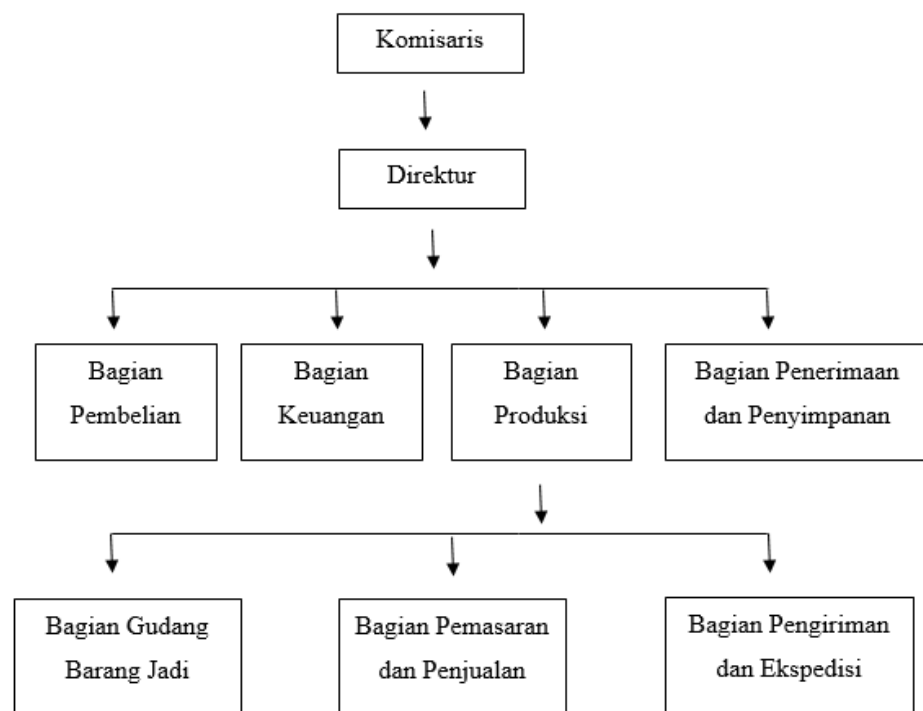 Komisaris
Direktur
Bagian
Pembelian
Bagian
Keuangan
Bagian
Produksi
Bagian Penerimaan
dan Penyimpanan
Bagian Gudang
Barang Jadi
Bagian Pemasaran
dan Penjualan
Bagian Pengiriman
dan Ekspedisi